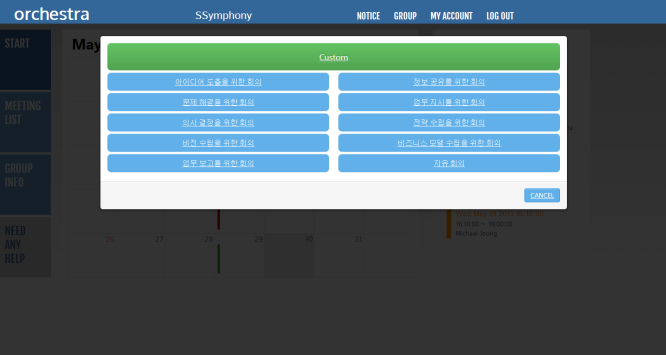 orchestra
SSymphony
NOTICE GROUP MY ACCOUNT LOG OUT
START
May
MEETING
LIST
GROUP
INFO
NEED
ANY
HELP
Custom
아이디어 도출을 위한 회의
정보 공유를 위한 회의
문제 해결을 위한 회의
업무 지시를 위한 회의
의사 결정을 위한 회의
전략 수립을 위한 회의
비전 수립을 위한 회의
비즈니스 모델 수립을 위한 회의
업무 보고를 위한 회의
자유 회의
CANCEL
26 27 28 29 30 31